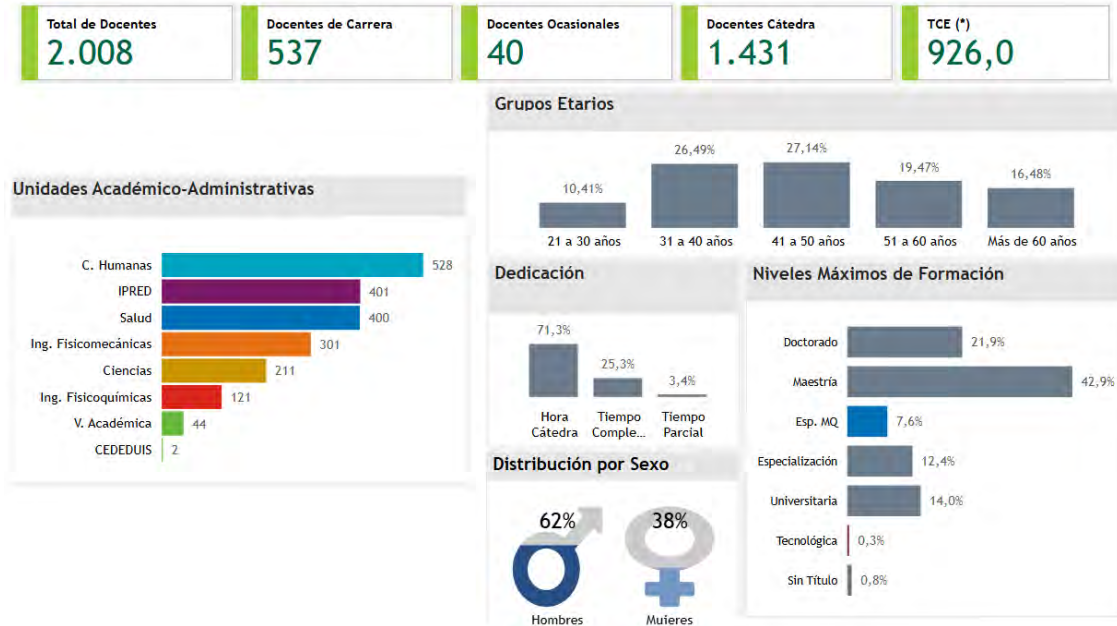 Total de Docentes
2.008
Docentes de Carrera
537
Docentes Ocasionales
40
Docentes Cátedra
1.431
TCE (*)
926,0
Unidades Académico-Administrativas
C. Humanas 528
IPRED 401
Salud 400
Ing. Fisicomecánicas 301
Ciencias 211
Ing. Fisicoquímicas 121
V. Académica 44
CEDEDUIS 2
Grupos Etarios
10,41% 26,49% 27,14% 19,47% 16,48%
21 a 30 años 31 a 40 años 41 a 50 años 51 a 60 años Más de 60 años
Dedicación
71,3% 25,3% 3,4%
Hora Tiempo Tiempo
Cátedra Comple... Parcial
Distribución por Sexo
62% 38%
Hombres Mujeres
Niveles Máximos de Formación
Doctorado 21,9%
Maestría 42,9%
Esp. MQ 7,6%
Especialización 12,4%
Universitaria 14,0%
Tecnológica 0,3%
Sin Título 0,8%